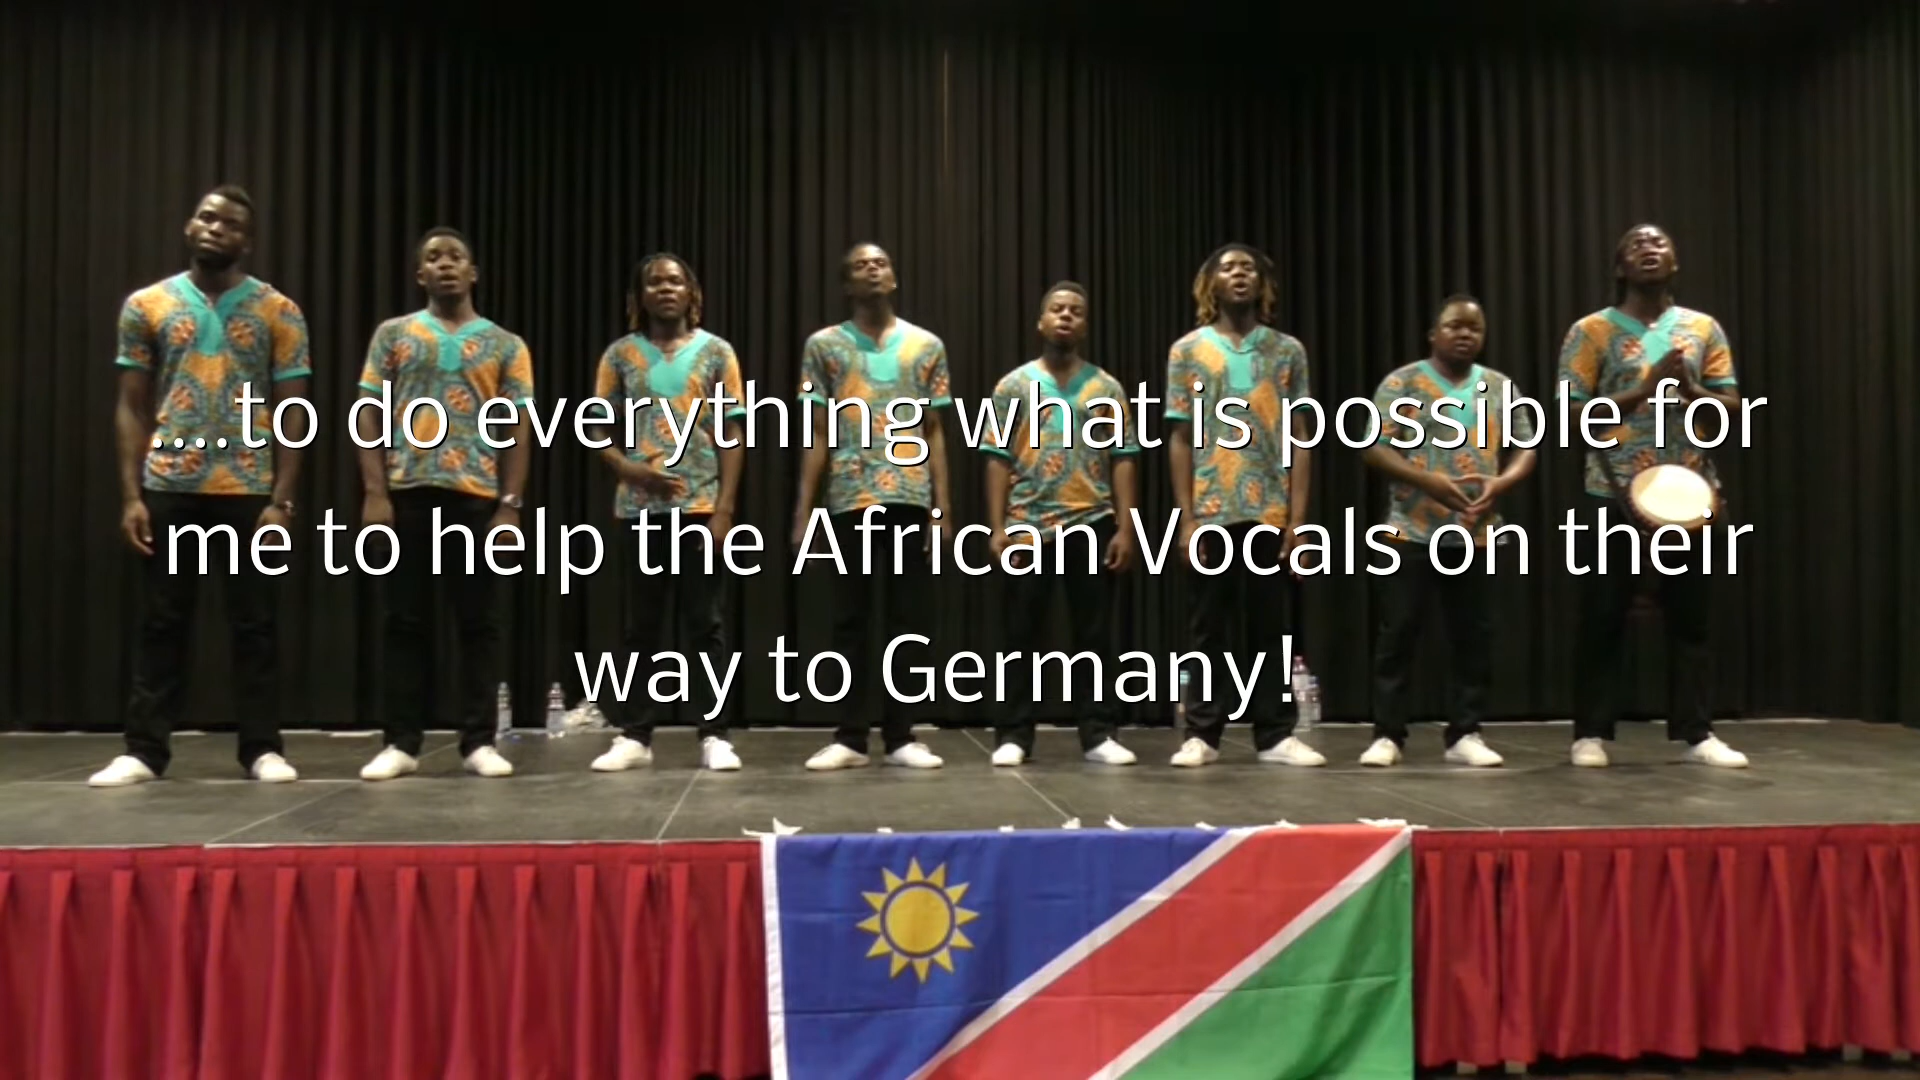 ....to do everything what is possible for
me to help the African Vocals on their
way to Germany!